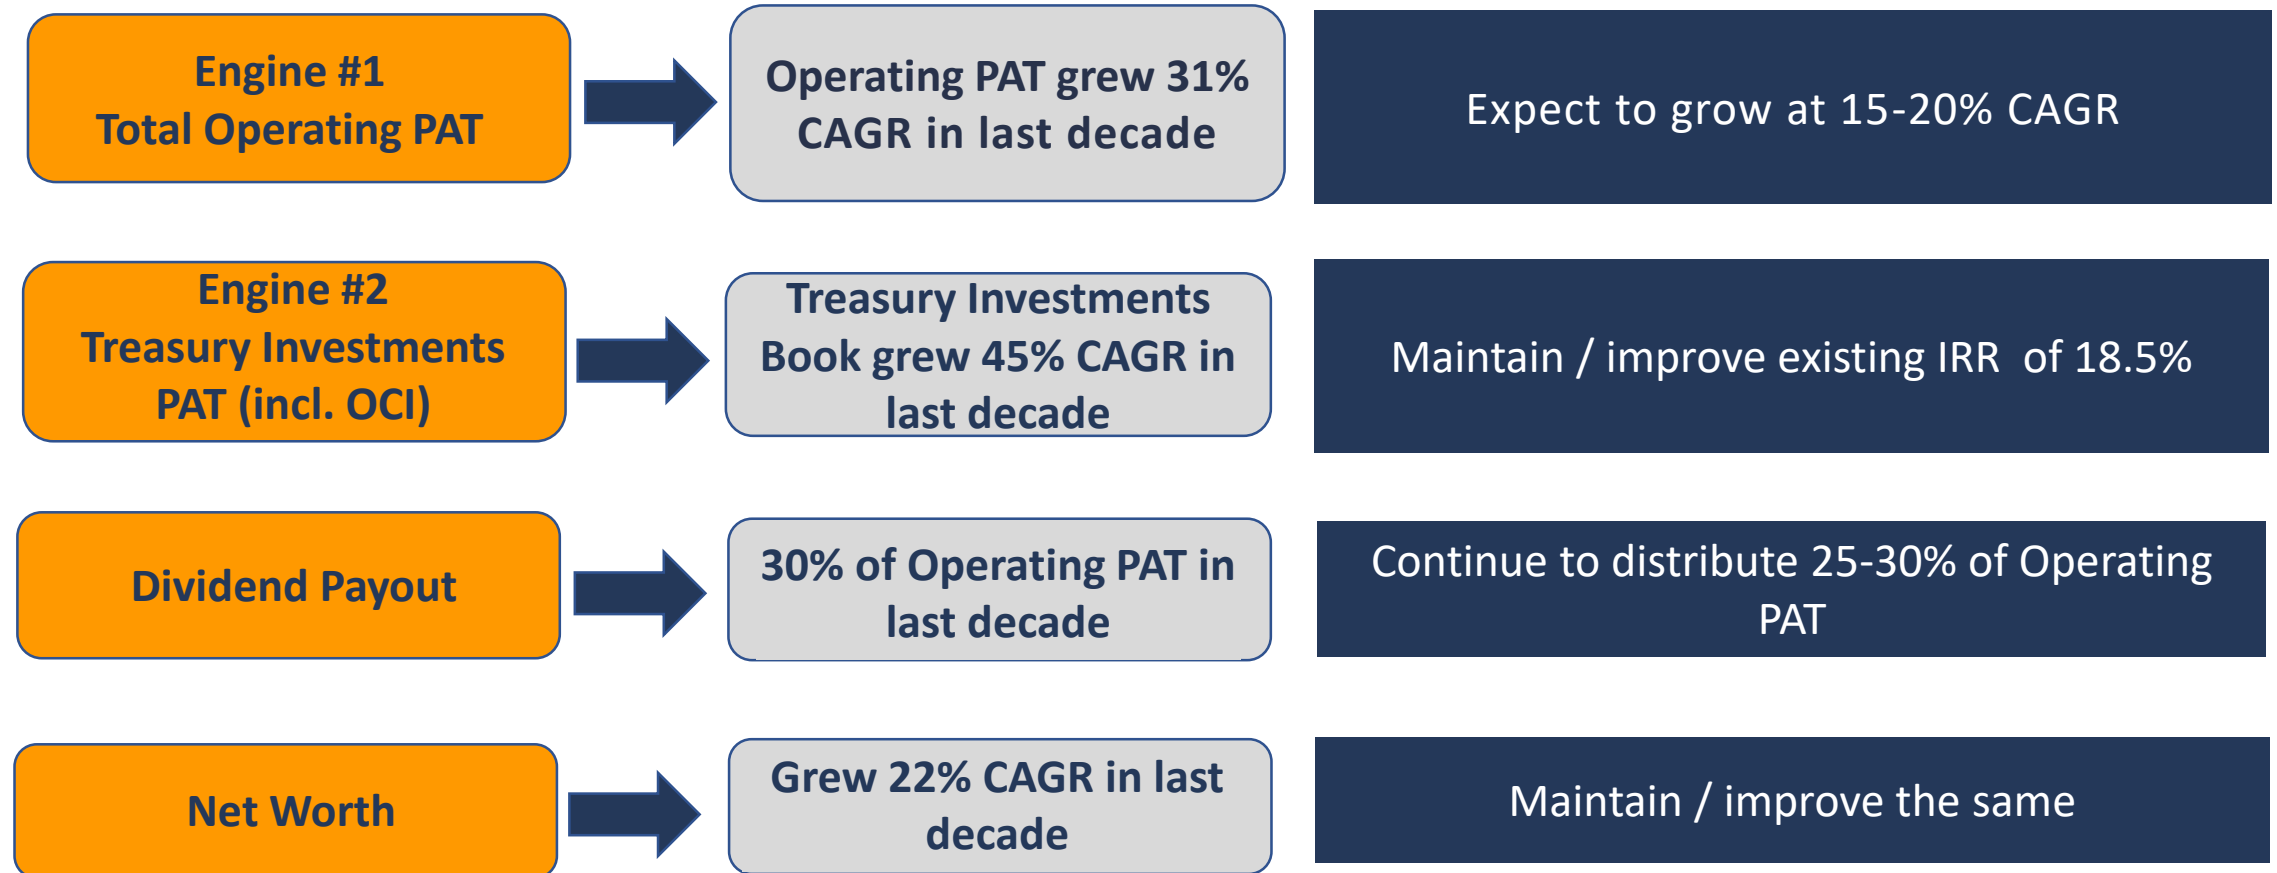 Engine #1
Total Operating PAT
Operating PAT grew 31%
CAGR in last decade
Expect to grow at 15-20% CAGR
Engine #2
Treasury Investments
PAT (incl. OCI)
Treasury Investments
Book grew 45% CAGR in
last decade
Maintain / improve existing IRR of 18.5%
Dividend Payout
30% of Operating PAT in
last decade
Continue to distribute 25-30% of Operating
PAT
Net Worth
Grew 22% CAGR in last
decade
Maintain / improve the same